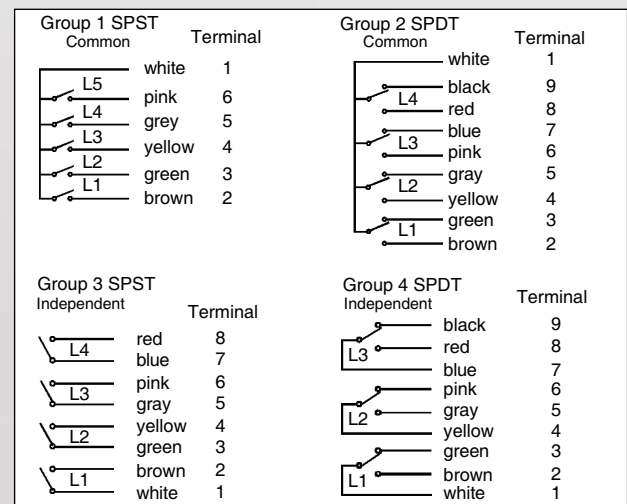 Group 1 SPST
Common Terminal
white 1
L5 pink 6
L4 grey 5
L3 yellow 4
L2 green 3
L1 brown 2
Group 2 SPDT
Common Terminal
white 1
black 9
L4
red 8
blue 7
L3
pink 6
gray 5
L2
yellow 4
green 3
L1
brown 2
Group 3 SPST
Independent Terminal
red 8
L4
blue 7
pink 6
L3
gray 5
yellow 4
L2
green 3
brown 2
L1
white 1
Group 4 SPDT
Independent Terminal
black 9
L3 red 8
blue 7
pink 6
L2 gray 5
yellow 4
green 3
L1 brown 2
white 1